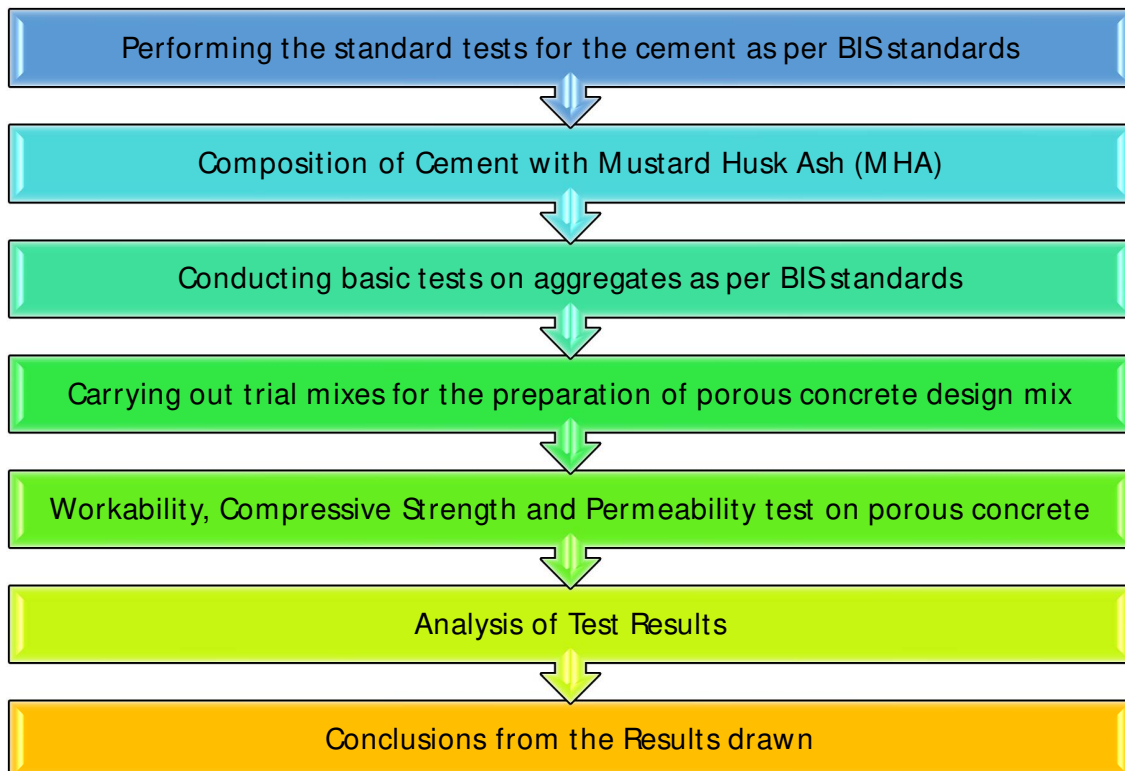 Performing the standard tests for the cement as per BIS standards
Composition of Cement with Mustard Husk Ash (MHA)
Conducting basic tests on aggregates as per BIS standards
Carrying out trial mixes for the preparation of porous concrete design mix
Workability, Compressive Strength and Permeability test on porous concrete
Analysis of Test Results
Conclusions from the Results drawn